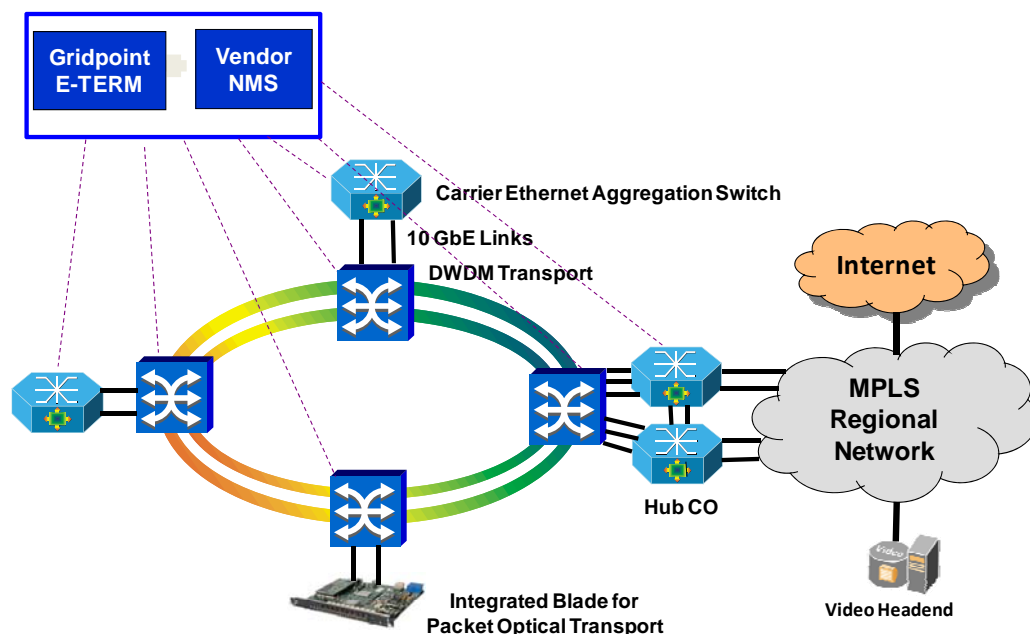 Gridpoint
E-TERM
Vendor
NMS
Carrier Ethernet Aggregation Switch
10 GbE Links
DWDM Transport
Internet
MPLS
Regional
Network
Hub CO
Video
Video Headend
Integrated Blade for
Packet Optical Transport